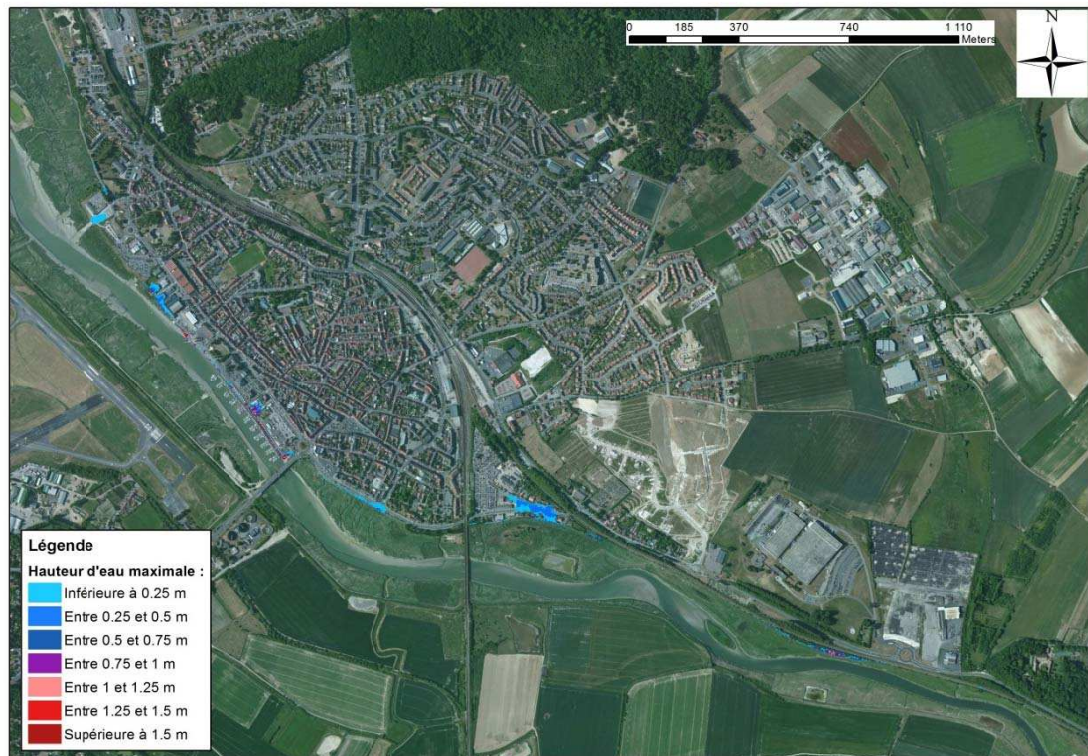 0 185 370 740 1 110
Meters
N
Légende
Hauteur d'eau maximale :
Inférieure à 0.25 m
Entre 0.25 et 0.5 m
Entre 0.5 et 0.75 m
Entre 0.75 et 1 m
Entre 1 et 1.25 m
Entre 1.25 et 1.5 m
Supérieure à 1.5 m